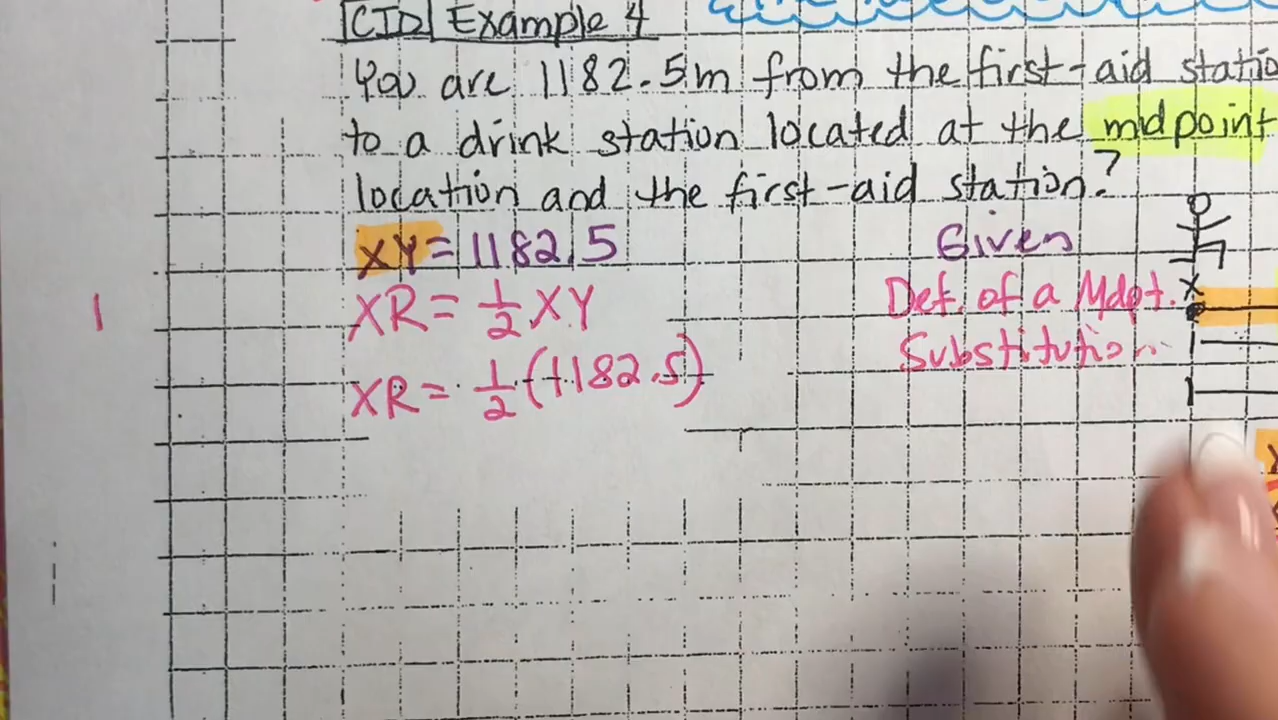 CID Example 4
You are 1182.5m from the first-aid statio
to a drink station located at the mdpoint
location and the first-aid station?
XY = 1182.5 Given
XR = 1/2 XY Def. of a Mdpt. X
XR = 1/2 (1182.5) Substitution